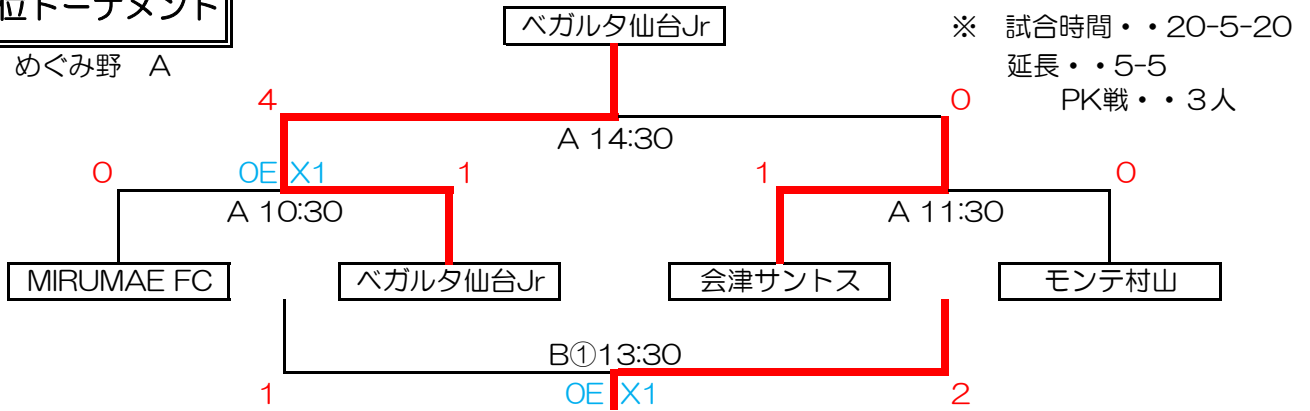 位トーナメント
めぐみ野 A
ベガルタ仙台Jr
※ 試合時間・・20-5-20
延長・・5-5
PK戦・・3人
4
0
A 14:30
0
0E X1
1
1
0
A 10:30
A 11:30
MIRUMAE FC
ベガルタ仙台Jr
会津サントス
モンテ村山
B①13:30
1
0E X1
2